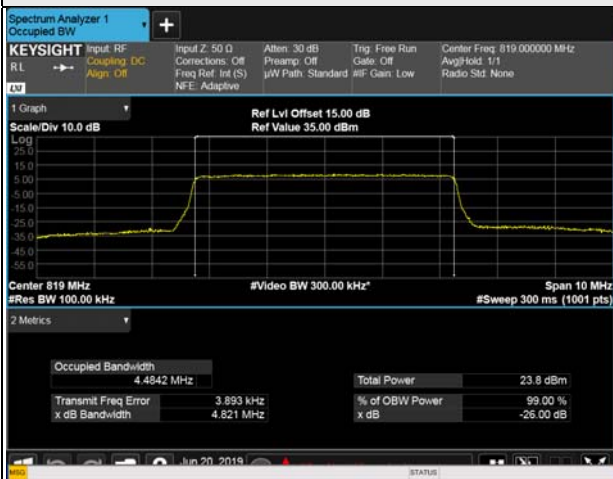 Spectrum Analyzer 1
Occupied BW
+
KEYSIGHT Input: RF Input Z: 50 Ω Atten: 30 dB Trig: Free Run Center Freq: 819.000000 MHz
RL Coupling: DC Corrections: Off Preamp: Off Gate: Off Avg|Hold: 1/1
Align: Off Freq Ref: Int (S) µW Path: Standard #IF Gain: Low Radio Std: None
LXI NFE: Adaptive
1 Graph
Ref Lvl Offset 15.00 dB
Scale/Div 10.0 dB Ref Value 35.00 dBm
Log
25.0
15.0
5.00
-5.00
-15.0
-25.0
-35.0
-45.0
-55.0
Center 819 MHz #Video BW 300.00 kHz* Span 10 MHz
#Res BW 100.00 kHz #Sweep 300 ms (1001 pts)
2 Metrics
Occupied Bandwidth
4.4842 MHz Total Power 23.8 dBm
Transmit Freq Error 3.893 kHz % of OBW Power 99.00 %
x dB Bandwidth 4.821 MHz x dB -26.00 dB
Jun 20, 2019
MSG STATUS